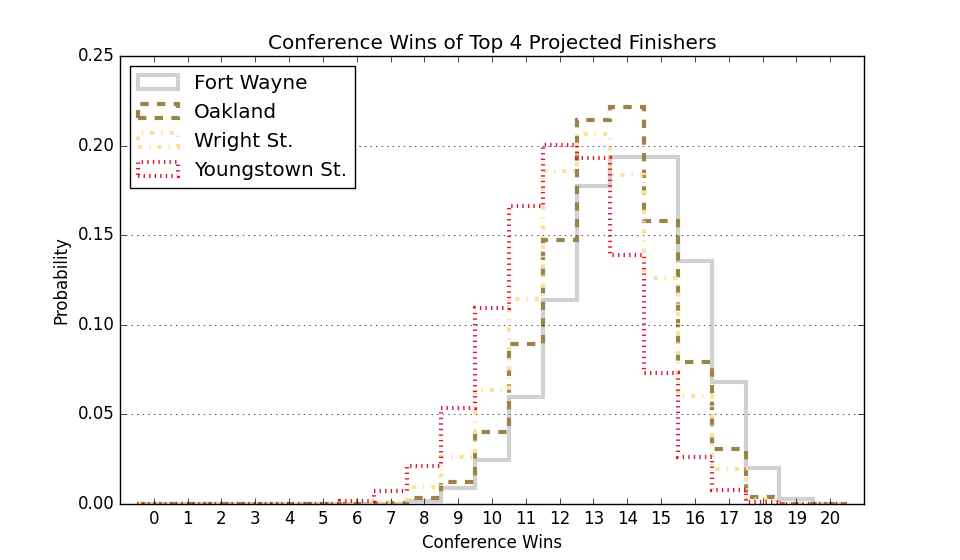 Conference Wins of Top 4 Projected Finishers
0.25
0.20
0.15
0.10
0.05
0.00
Probability
Fort Wayne
Oakland
Wright St.
Youngstown St.
0 1 2 3 4 5 6 7 8 9 10 11 12 13 14 15 16 17 18 19 20
Conference Wins